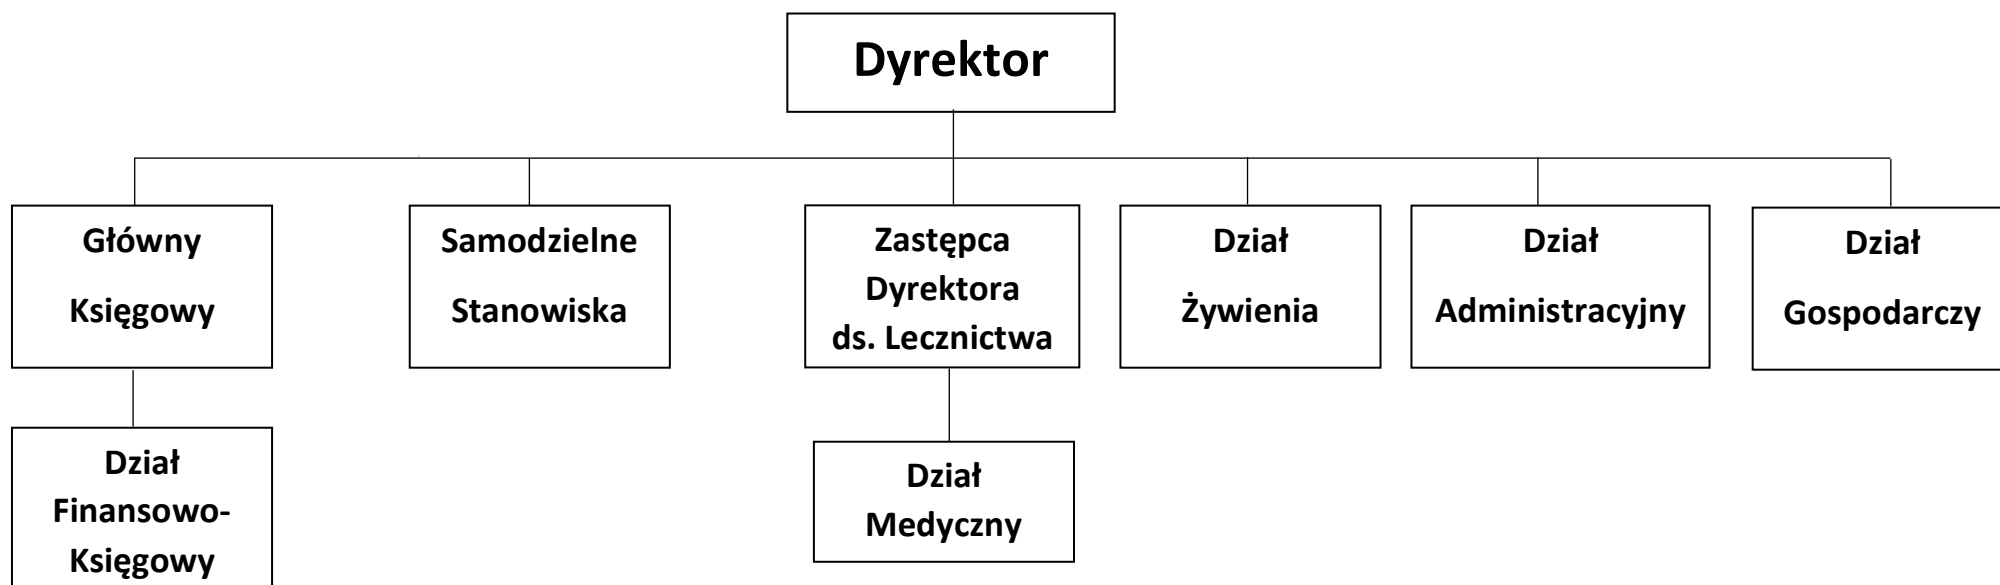 Dyrektor
Główny
Księgowy
Samodzielne
Stanowiska
Zastępca
Dyrektora
ds. Lecznictwa
Dział
Żywienia
Dział
Administracyjny
Dział
Gospodarczy
Dział
Finansowo-
Księgowy
Dział
Medyczny